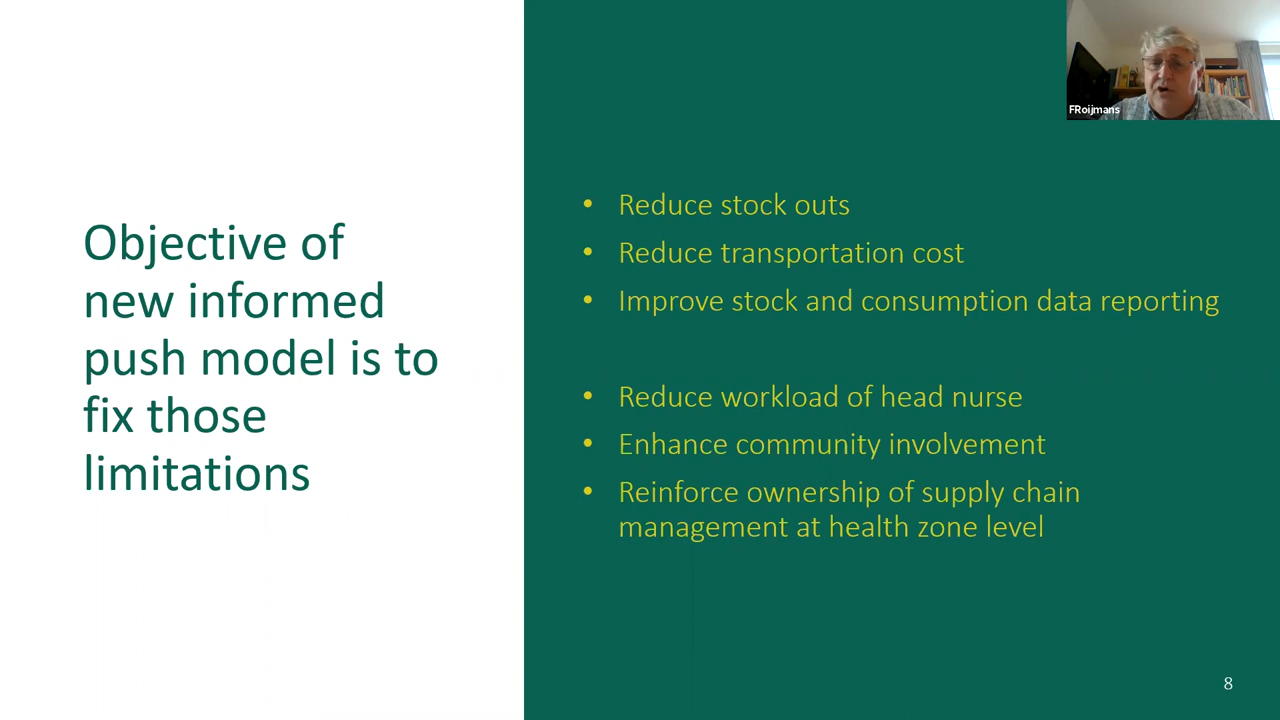 Objective of
new informed
push model is to
fix those
limitations
FRoijmans
• Reduce stock outs
• Reduce transportation cost
• Improve stock and consumption data reporting
• Reduce workload of head nurse
• Enhance community involvement
• Reinforce ownership of supply chain
management at health zone level
8